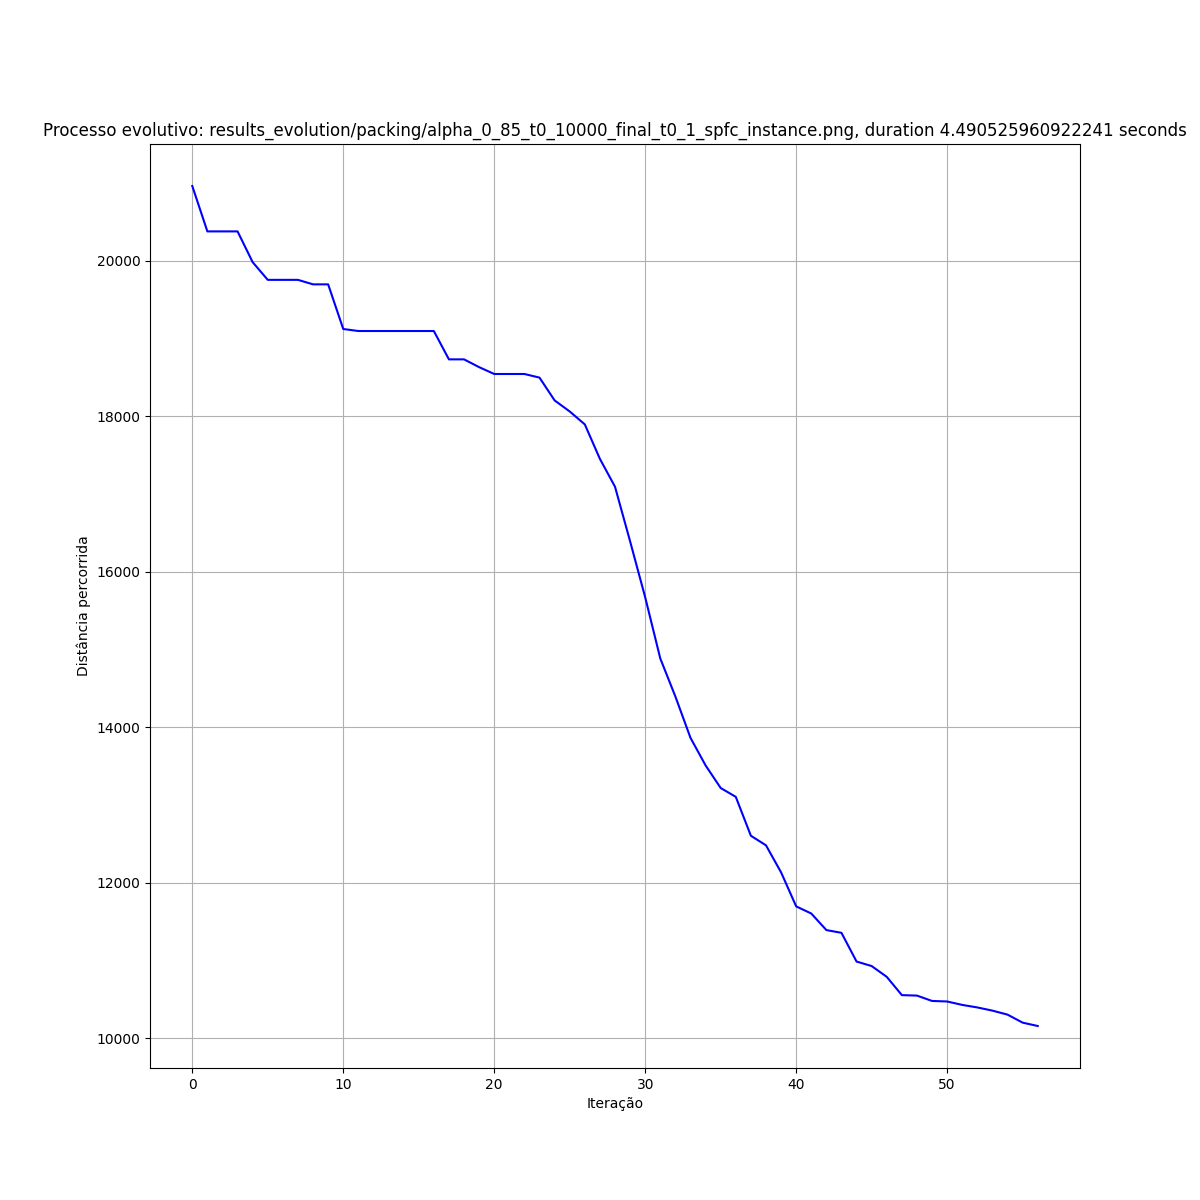 Processo evolutivo: results_evolution/packing/alpha_0_85_t0_10000_final_t0_1_spfc_instance.png, duration 4.490525960922241 seconds
20000
18000
16000
14000
12000
10000
Distância percorrida
0 10 20 30 40 50
Iteração